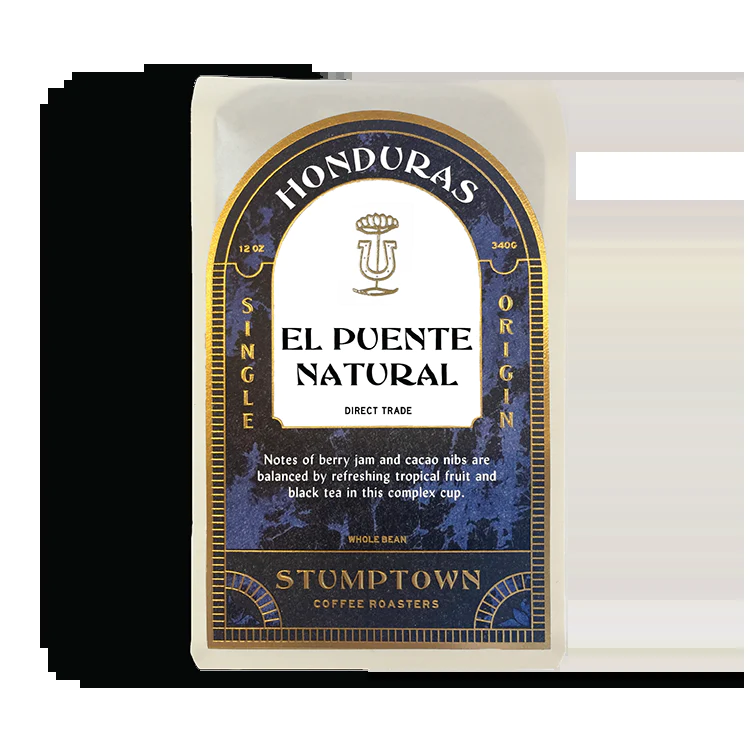 HONDURAS
12 OZ
340G
SINGLE
ORIGIN
EL PUENTE
NATURAL
DIRECT TRADE
Notes of berry jam and cacao nibs are
balanced by refreshing tropical fruit and
black tea in this complex cup.
WHOLE BEAN
STUMPTOWN
COFFEE ROASTERS